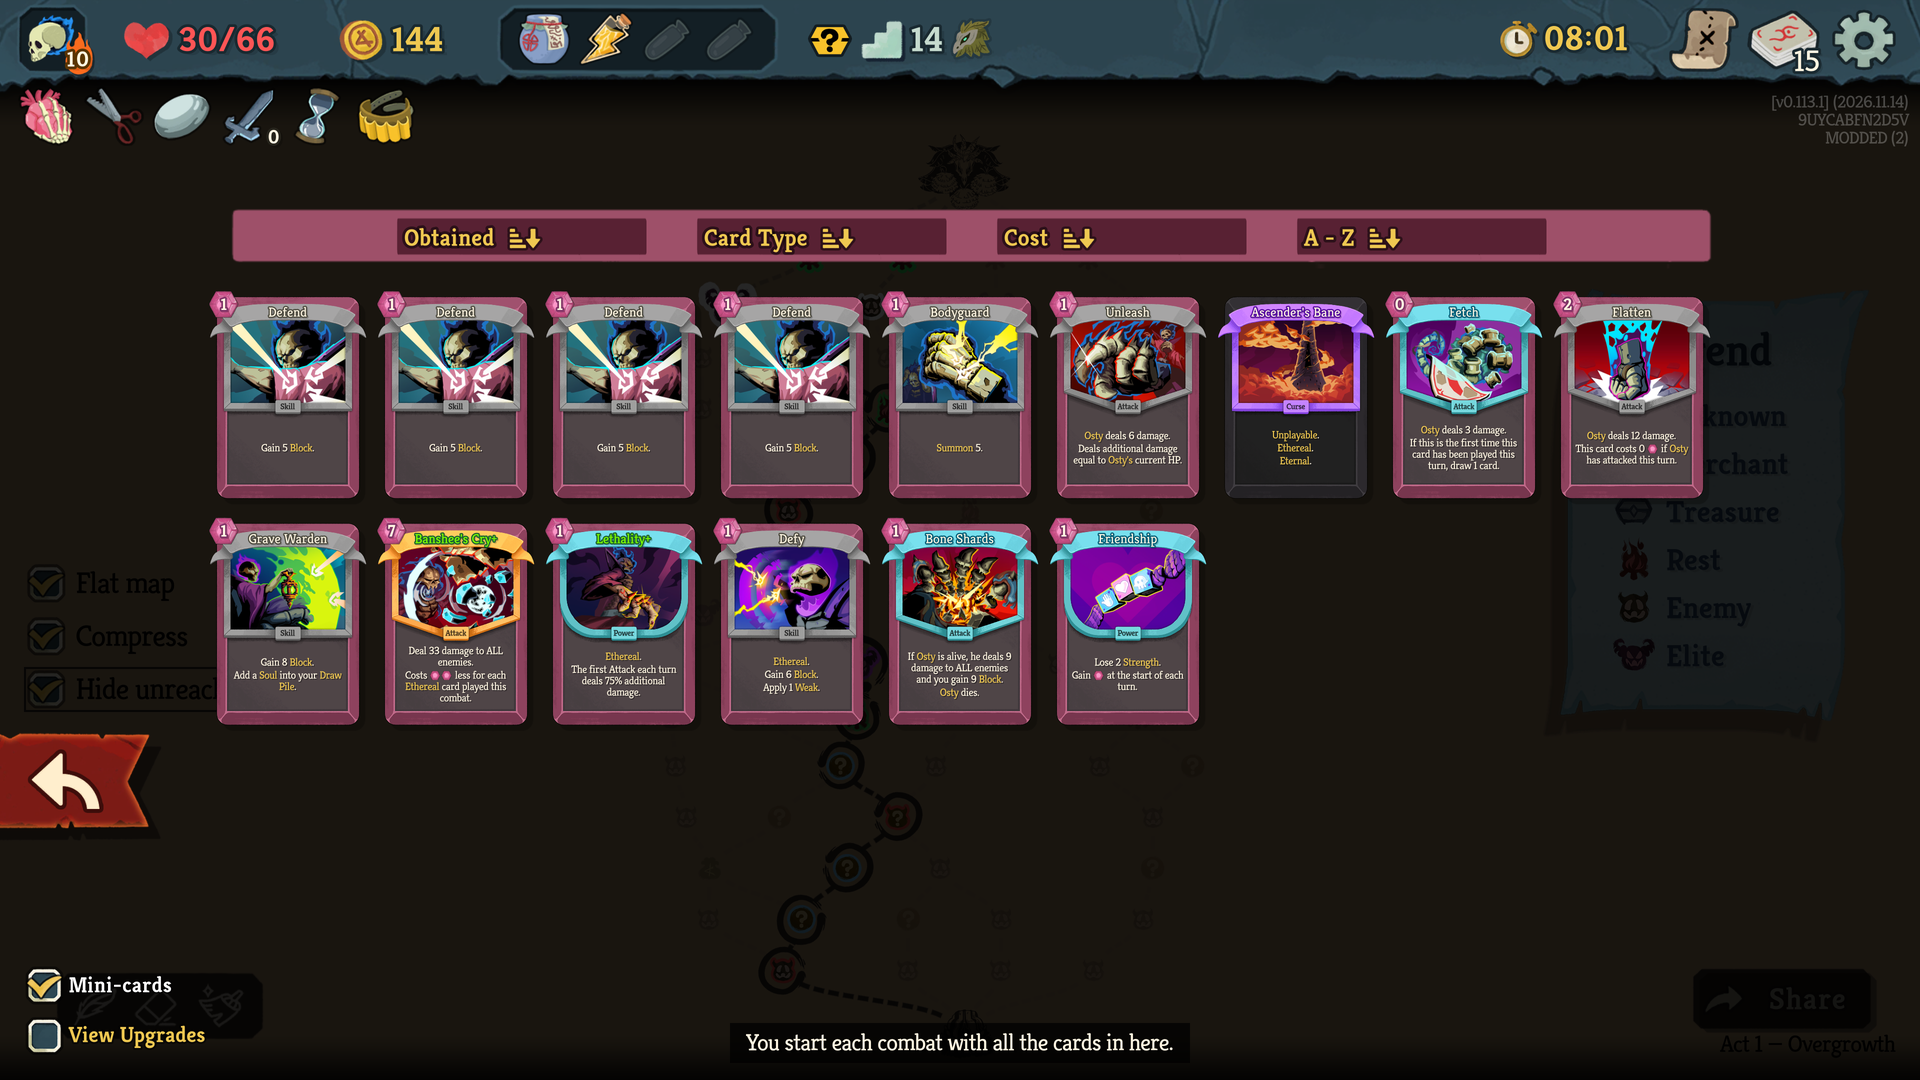 10
30/66
144
14
08:01
15
0
[v0.113.1] (2026.11.14)
9UYCABFN2D5V
MODDED (2)
Obtained
Card Type
Cost
A - Z
1
Defend
Skill
Gain 5 Block.
1
Defend
Skill
Gain 5 Block.
1
Defend
Skill
Gain 5 Block.
1
Defend
Skill
Gain 5 Block.
1
Bodyguard
Skill
Summon 5.
1
Unleash
Attack
Osty deals 6 damage.
Deals additional damage
equal to Osty's current HP.
Ascender's Bane
Curse
Unplayable.
Ethereal.
Eternal.
0
Fetch
Attack
Osty deals 3 damage.
If this is the first time this
card has been played this
turn, draw 1 card.
2
Flatten
Attack
Osty deals 12 damage.
This card costs 0 if Osty
has attacked this turn.
1
Grave Warden
Skill
Gain 8 Block.
Add a Soul into your Draw
Pile.
7
Banshee's Cry+
Attack
Deal 33 damage to ALL
enemies.
Costs less for each
Ethereal card played this
combat.
1
Lethality+
Power
Ethereal.
The first Attack each turn
deals 75% additional
damage.
1
Defy
Skill
Ethereal.
Gain 6 Block.
Apply 1 Weak.
1
Bone Shards
Attack
If Osty is alive, he deals 9
damage to ALL enemies
and you gain 9 Block.
Osty dies.
1
Friendship
Power
Lose 2 Strength.
Gain at the start of each
turn.
end
known
rchant
Treasure
Rest
Enemy
Elite
Flat map
Compress
Hide unreac
Mini-cards
View Upgrades
You start each combat with all the cards in here.
Share
Act 1 — Overgrowth